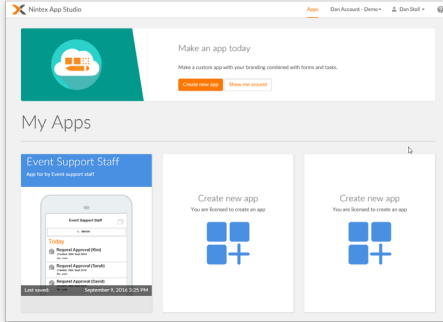 Nintex App Studio
Apps
Dan Account - Demo
Dan Stoll
Make an app today
Make a custom app with your branding combined with forms and tasks.
Create new app
Show me around
My Apps
Event Support Staff
App for by Event support staff
Event Support Staff
Today
Request Approval (Kim)
Request Approval (Sarah)
Request Approval (David)
Last saved:
September 9, 2016 3:25 PM
Create new app
You are licensed to create an app
Create new app
You are licensed to create an app